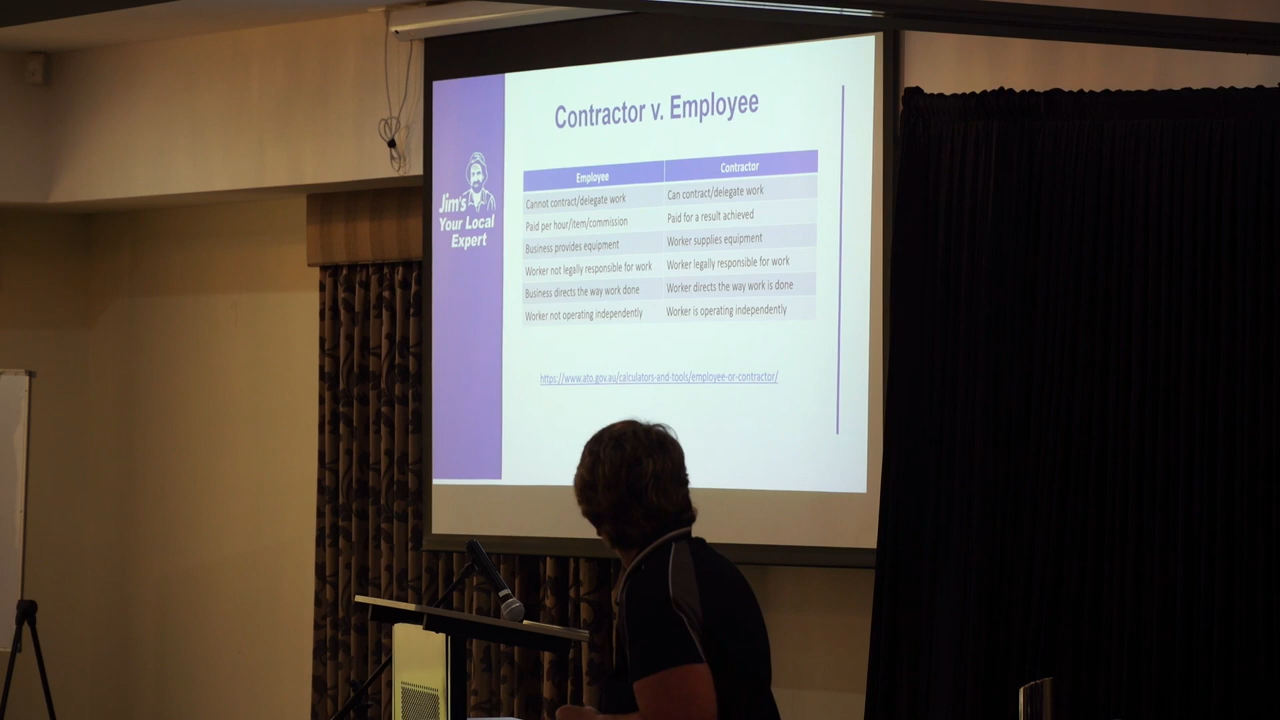 Contractor v. Employee
Jim's
Your Local
Expert
Employee Contractor
Cannot contract/delegate work Can contract/delegate work
Paid per hour/item/commission Paid for a result achieved
Business provides equipment Worker supplies equipment
Worker not legally responsible for work Worker legally responsible for work
Business directs the way work done Worker directs the way work is done
Worker not operating independently Worker is operating independently
https://www.ato.gov.au/calculators-and-tools/employee-or-contractor/